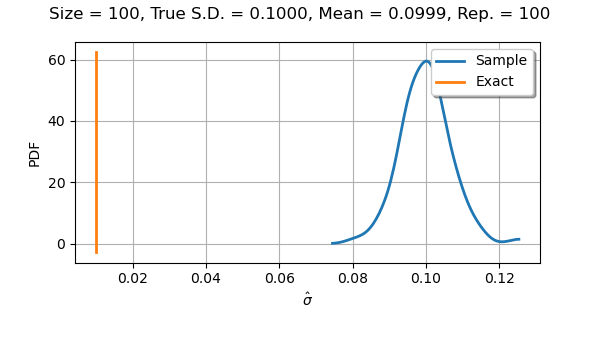 Size = 100, True S.D. = 0.1000, Mean = 0.0999, Rep. = 100
Sample
Exact
60
40
20
0
PDF
0.02 0.04 0.06 0.08 0.10 0.12
σ̂